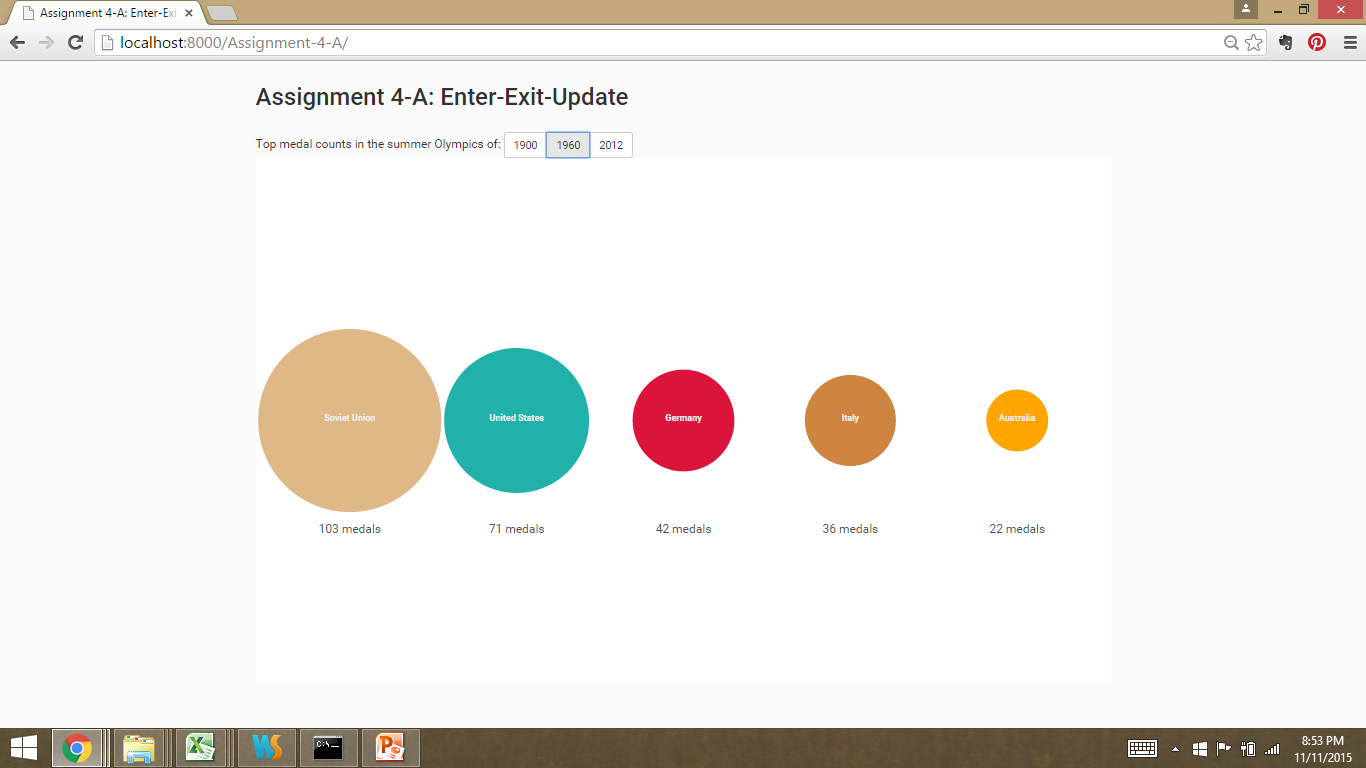 Assignment 4-A: Enter-Exi
localhost:8000/Assignment-4-A/
Assignment 4-A: Enter-Exit-Update
Top medal counts in the summer Olympics of: 1900 1960 2012
Soviet Union United States Germany Italy Australia
103 medals 71 medals 42 medals 36 medals 22 medals
WS
C:\_
8:53 PM
11/11/2015